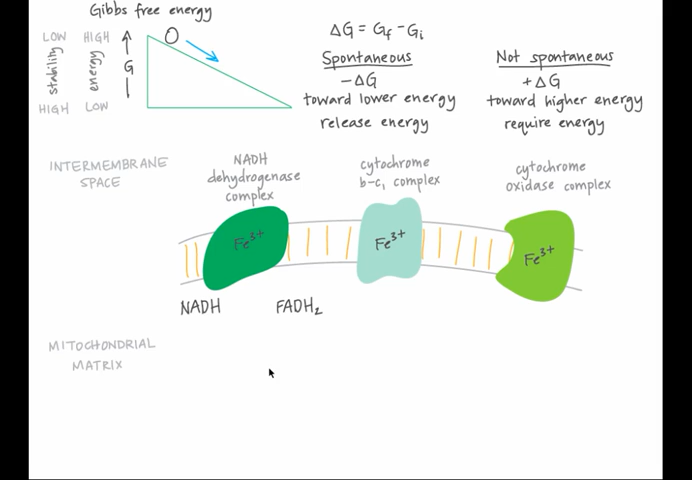 Gibbs free energy
LOW HIGH
stability energy G
HIGH LOW
ΔG = Gf - Gi
Spontaneous
-ΔG
toward lower energy
release energy
Not spontaneous
+ΔG
toward higher energy
require energy
INTERMEMBRANE
SPACE
NADH
dehydrogenase
complex
cytochrome
b-c₁ complex
cytochrome
oxidase complex
Fe³⁺
Fe³⁺
Fe³⁺
NADH FADH₂
MITOCHONDRIAL
MATRIX